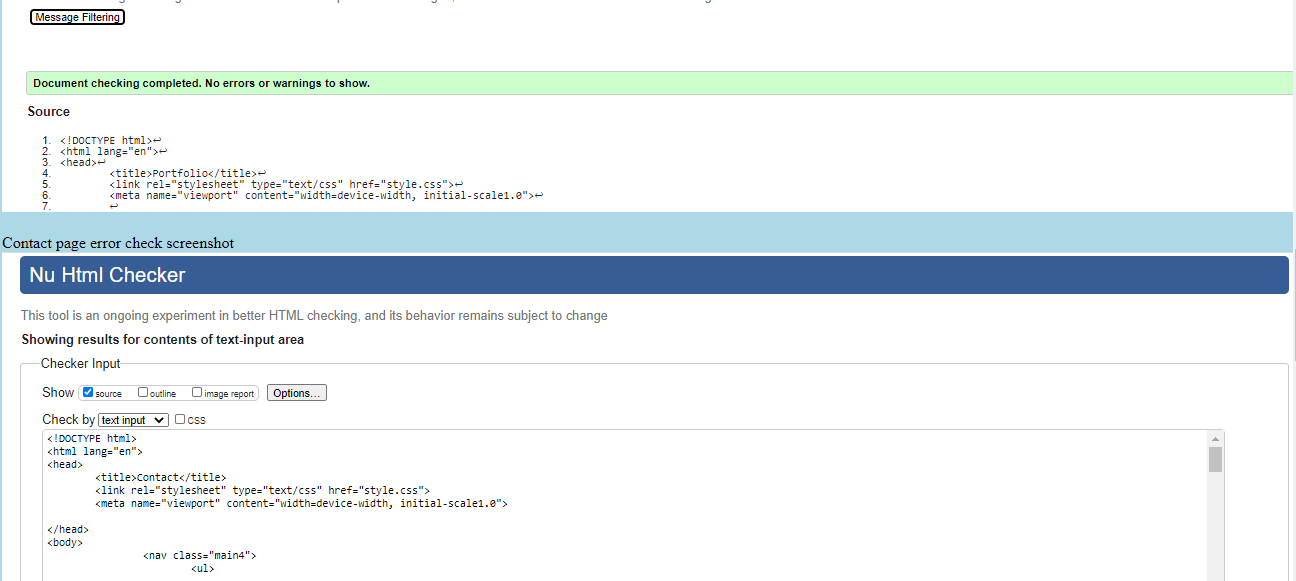 Message Filtering
Document checking completed. No errors or warnings to show.
Source
1. <!DOCTYPE html>↩
2. <html lang="en">↩
3. <head>↩
4. <title>Portfolio</title>↩
5. <link rel="stylesheet" type="text/css" href="style.css">↩
6. <meta name="viewport" content="width=device-width, initial-scale1.0">↩
7. ↩
Contact page error check screenshot
Nu Html Checker
This tool is an ongoing experiment in better HTML checking, and its behavior remains subject to change
Showing results for contents of text-input area
Checker Input
Show source outline image report Options...
Check by text input css
<!DOCTYPE html>
<html lang="en">
<head>
<title>Contact</title>
<link rel="stylesheet" type="text/css" href="style.css">
<meta name="viewport" content="width=device-width, initial-scale1.0">
</head>
<body>
<nav class="main4">
<ul>